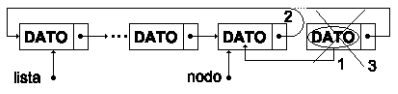 2
DATO ... DATO DATO DATO
1 3
lista nodo